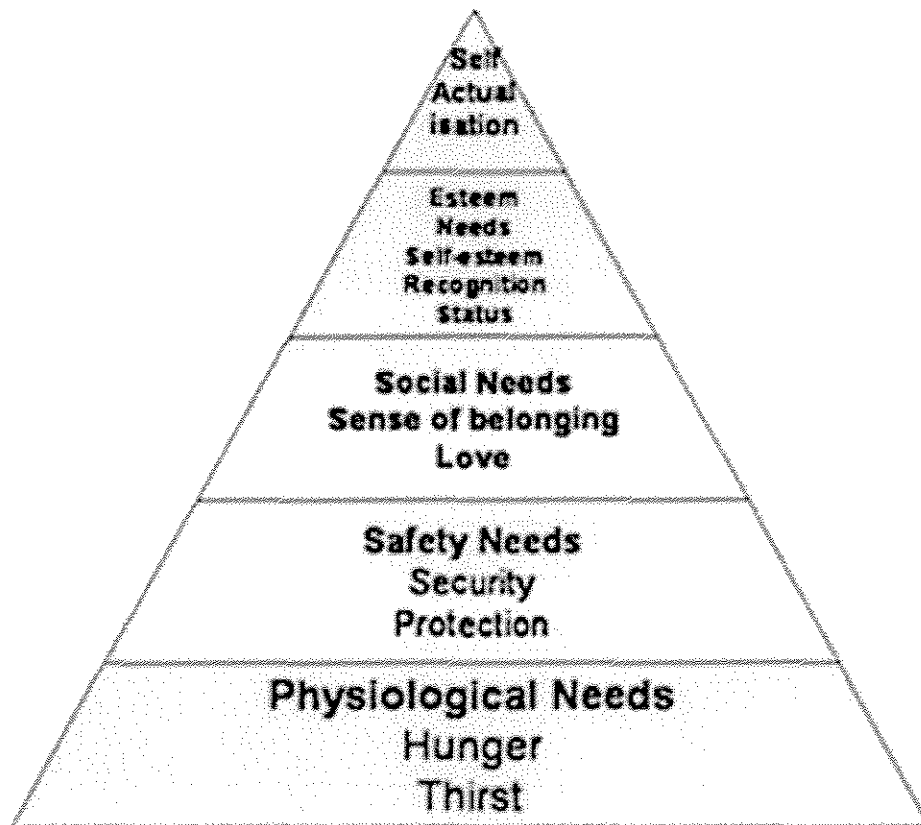 Self
Actual
isation
Esteem
Needs
Self-esteem
Recognition
Status
Social Needs
Sense of belonging
Love
Safety Needs
Security
Protection
Physiological Needs
Hunger
Thirst